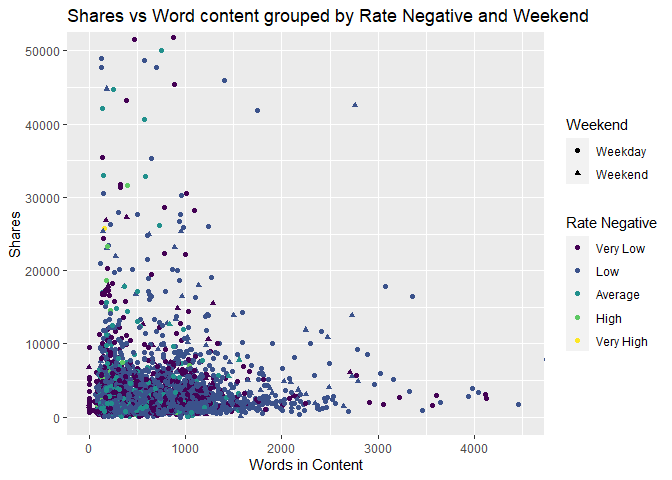 Shares vs Word content grouped by Rate Negative and Weekend
50000
40000
30000
20000
10000
0
Shares
0 1000 2000 3000 4000
Words in Content
Weekend
Weekday
Weekend
Rate Negative
Very Low
Low
Average
High
Very High